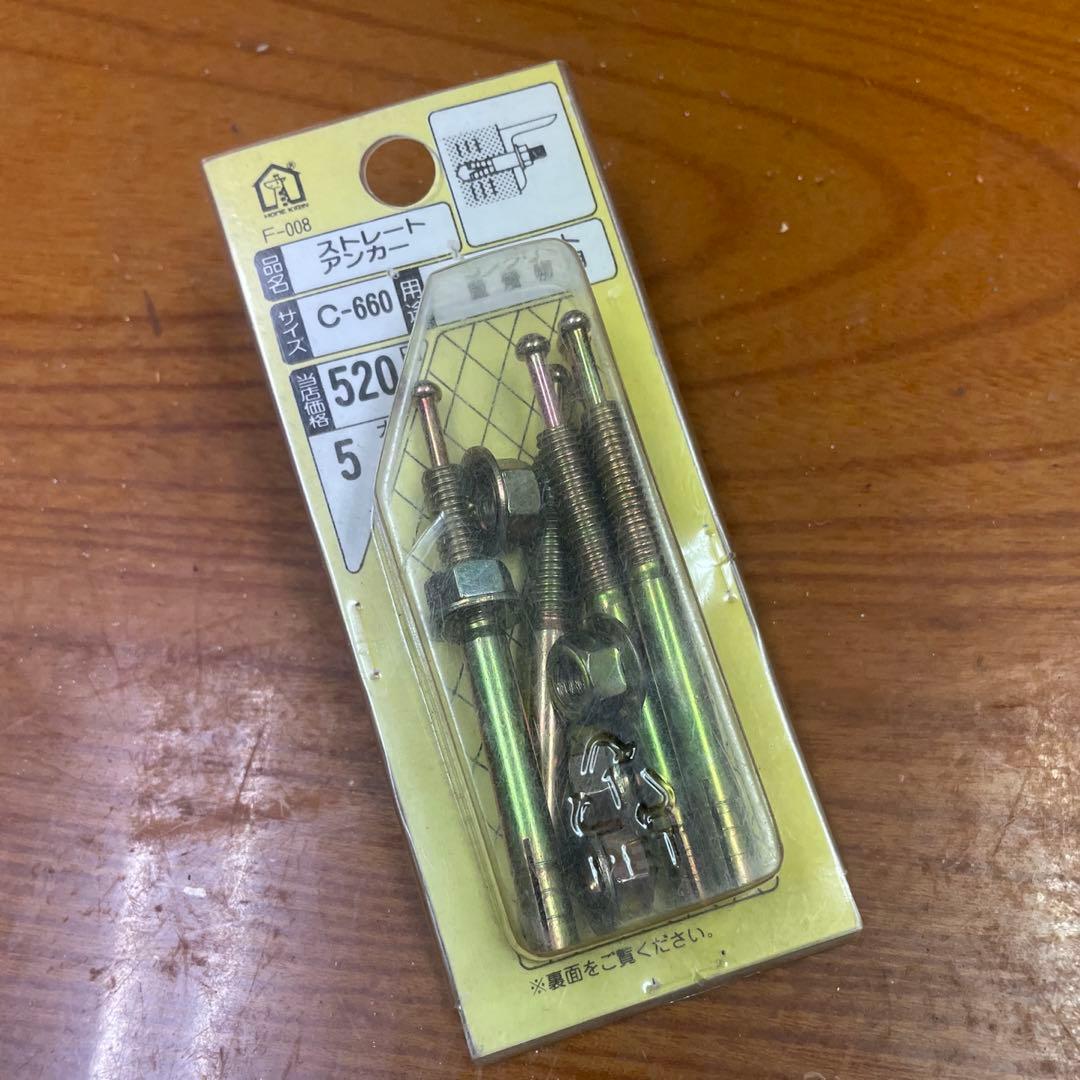 HOME KIRIN
F-008
品名
ストレート
アンカー
サイズ
C-660
用途
当店価格
520
5
※裏面をご覧ください。